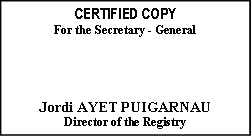 CERTIFIED COPY
For the Secretary - General
Jordi AYET PUIGARNAU
Director of the Registry